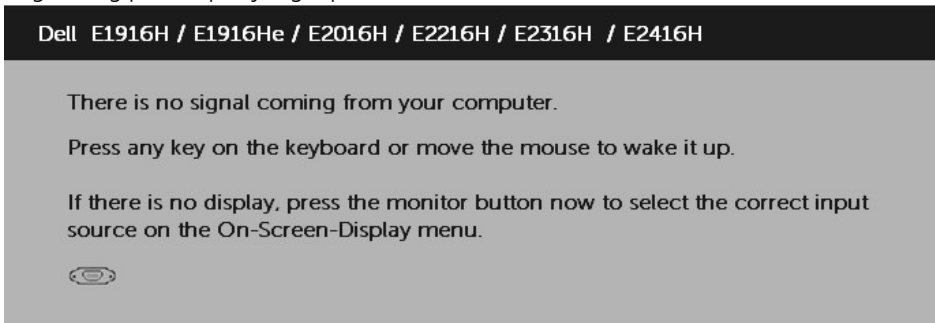 Dell E1916H / E1916He / E2016H / E2216H / E2316H / E2416H
There is no signal coming from your computer.
Press any key on the keyboard or move the mouse to wake it up.
If there is no display, press the monitor button now to select the correct input
source on the On-Screen-Display menu.